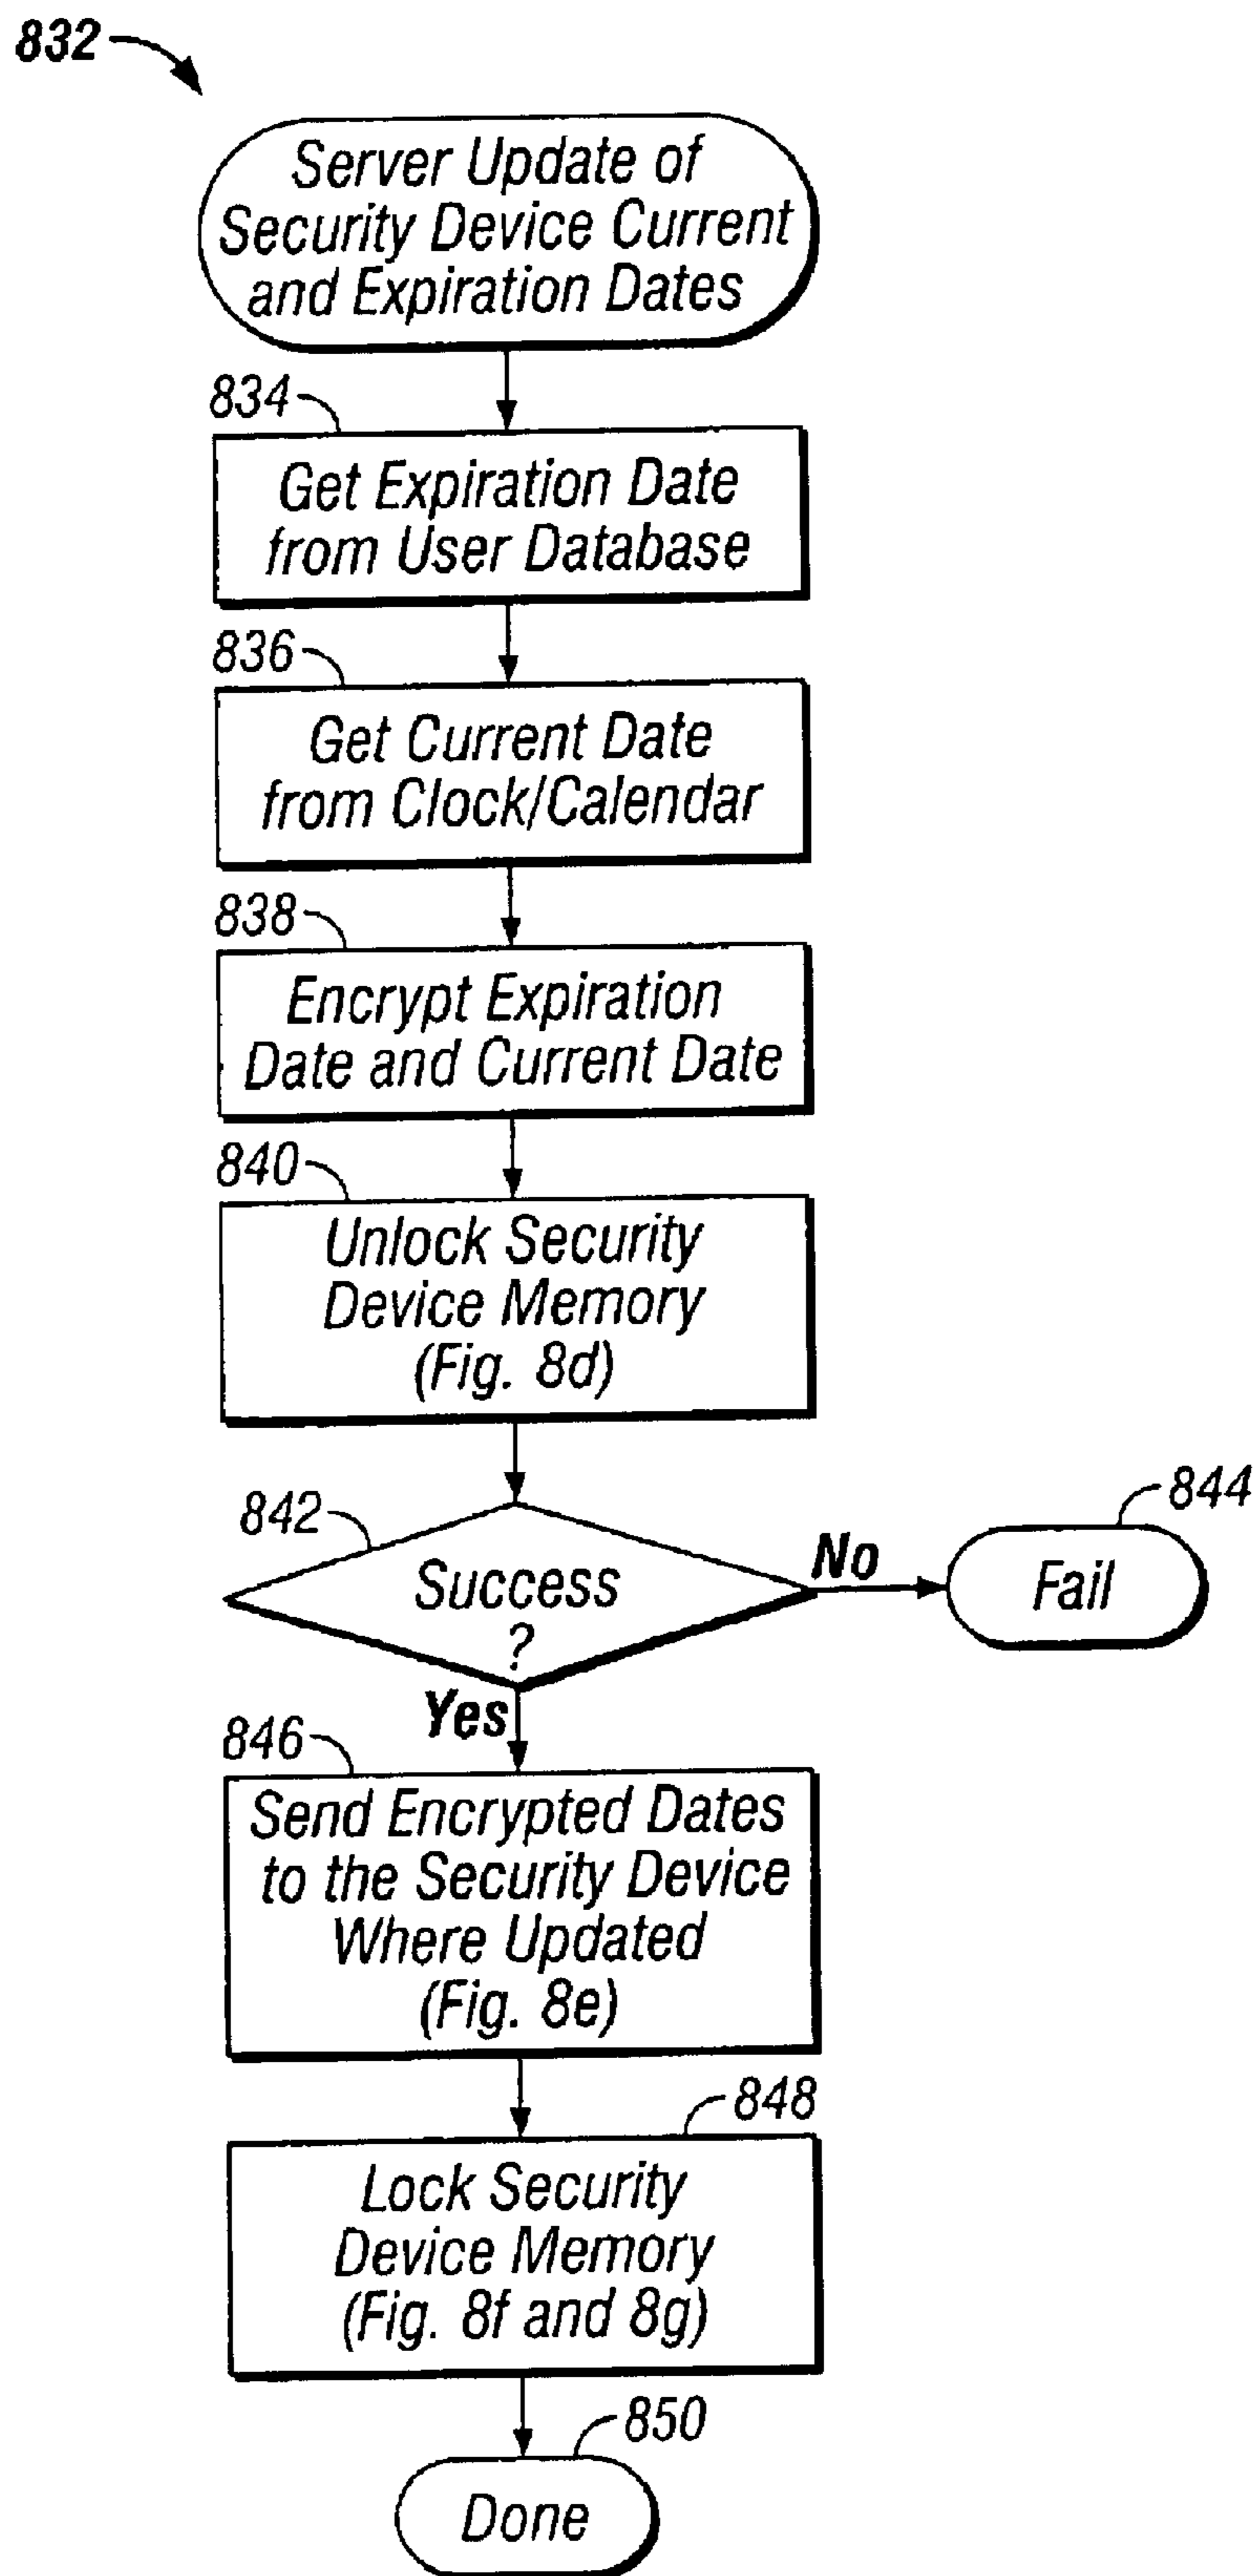 832
Server Update of
Security Device Current
and Expiration Dates
834
Get Expiration Date
from User Database
836
Get Current Date
from Clock/Calendar
838
Encrypt Expiration
Date and Current Date
840
Unlock Security
Device Memory
(Fig. 8d)
842
Success
?
No
844
Fail
Yes
846
Send Encrypted Dates
to the Security Device
Where Updated
(Fig. 8e)
848
Lock Security
Device Memory
(Fig. 8f and 8g)
850
Done